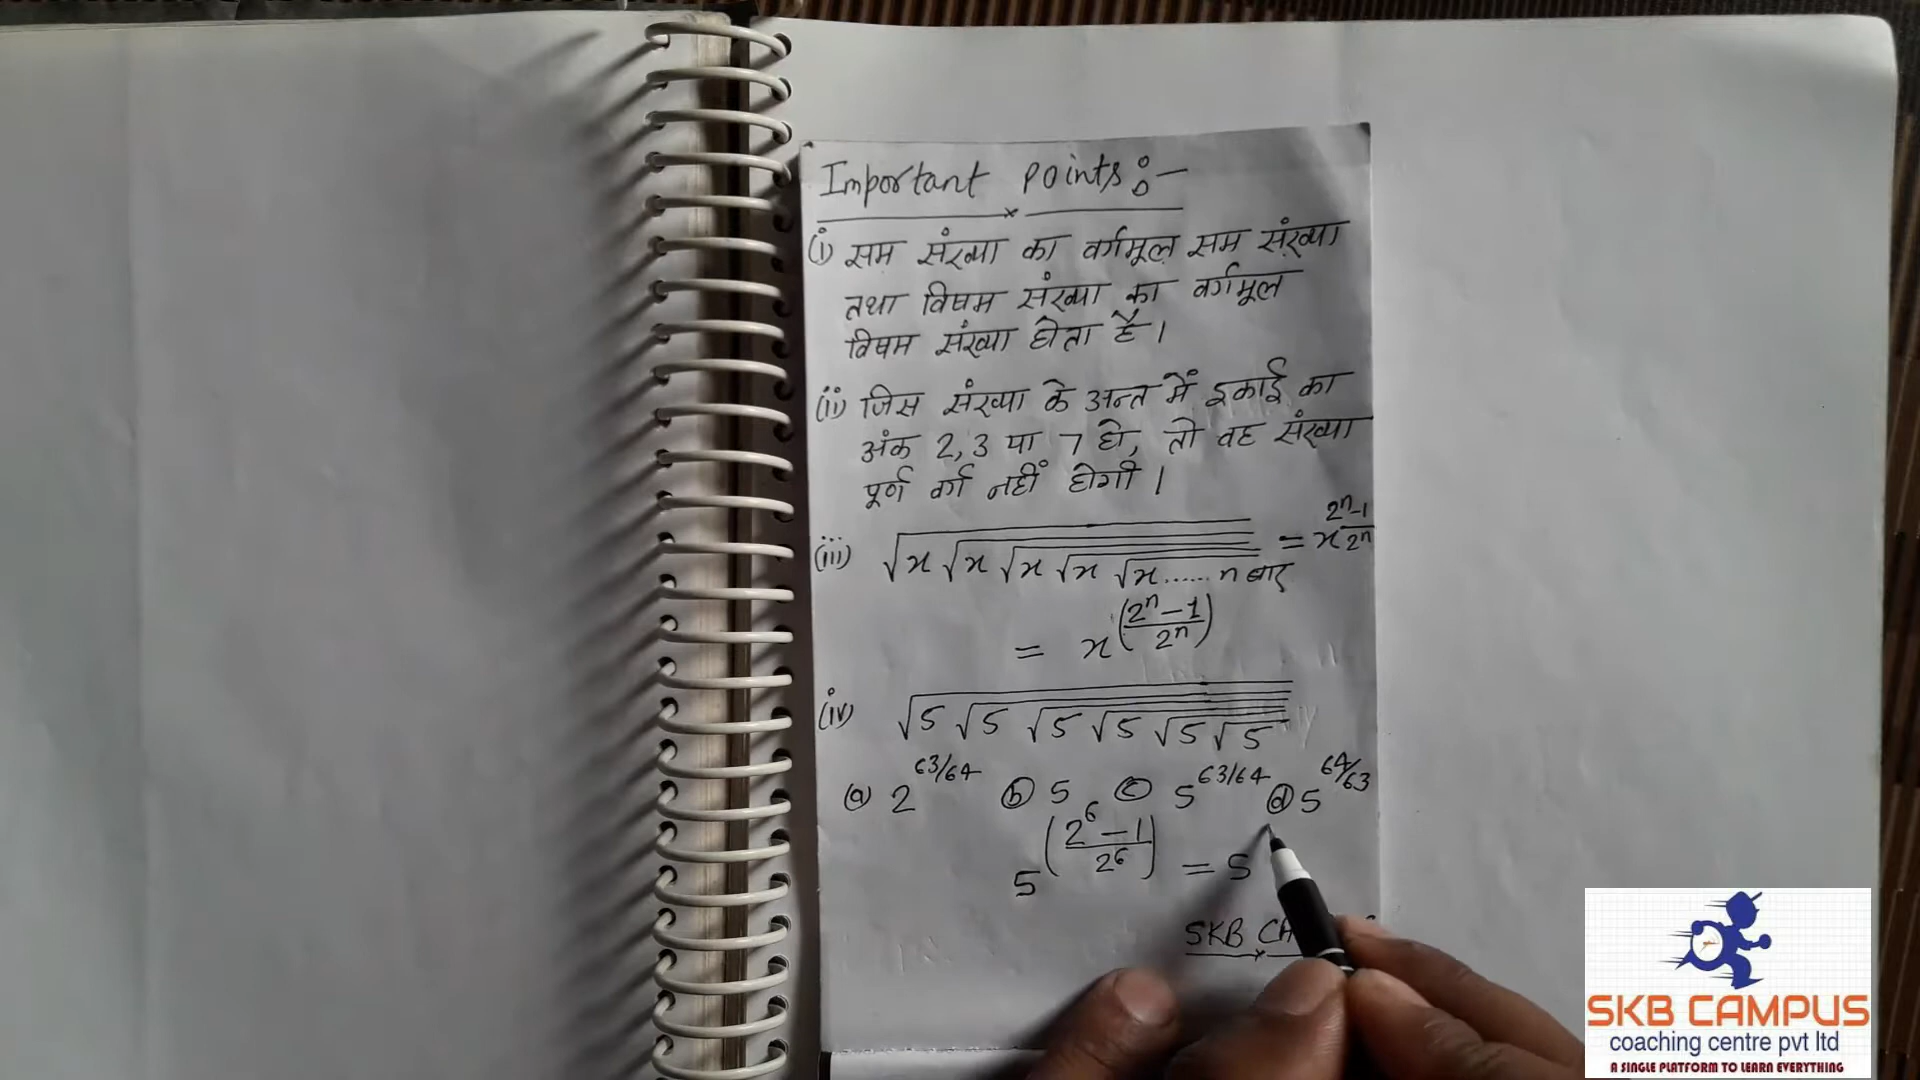 Important Points :-
(i) सम संख्या का वर्गमूल सम संख्या
तथा विषम संख्या का वर्गमूल
विषम संख्या होता है।
(ii) जिस संख्या के अन्त में इकाई का
अंक 2, 3 या 7 हो, तो वह संख्या
पूर्ण वर्ग नहीं होगी।
(iii) √x√x√x√x√x...... n बार = x^(2^n-1)/2^n
= x^((2^n-1)/2^n)
(iv) √5√5√5√5√5√5
(a) 2^63/64 (b) 5 (c) 5^63/64 (d) 5^64/63
5^((2^6-1)/2^6) = 5
SKB
SKB CAMPUS
coaching centre pvt ltd
A SINGLE PLATFORM TO LEARN EVERYTHING